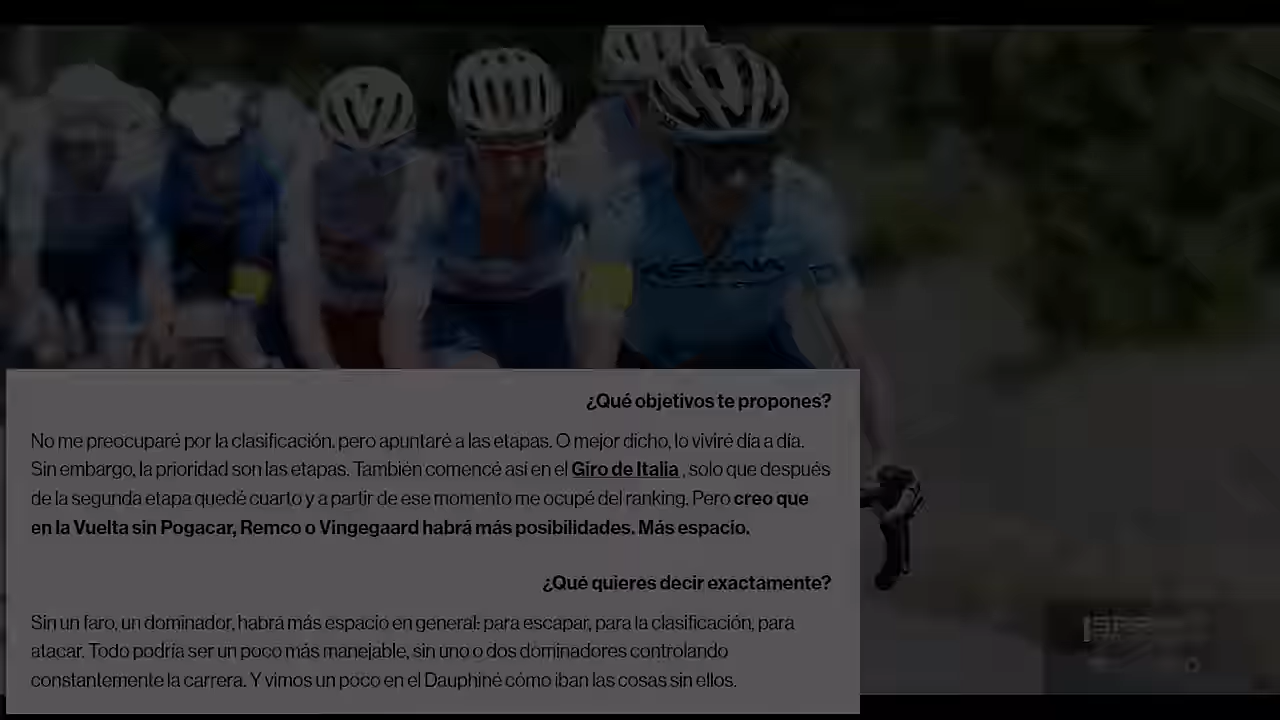 ¿Qué objetivos te propones?
No me preocuparé por la clasificación, pero apuntaré a las etapas. O mejor dicho, lo viviré día a día.
Sin embargo, la prioridad son las etapas. También comencé así en el Giro de Italia , solo que después
de la segunda etapa quedé cuarto y a partir de ese momento me ocupé del ranking. Pero creo que
en la Vuelta sin Pogacar, Remco o Vingegaard habrá más posibilidades. Más espacio.
¿Qué quieres decir exactamente?
Sin un faro, un dominador, habrá más espacio en general: para escapar, para la clasificación, para
atacar. Todo podría ser un poco más manejable, sin uno o dos dominadores controlando
constantemente la carrera. Y vimos un poco en el Dauphiné cómo iban las cosas sin ellos.